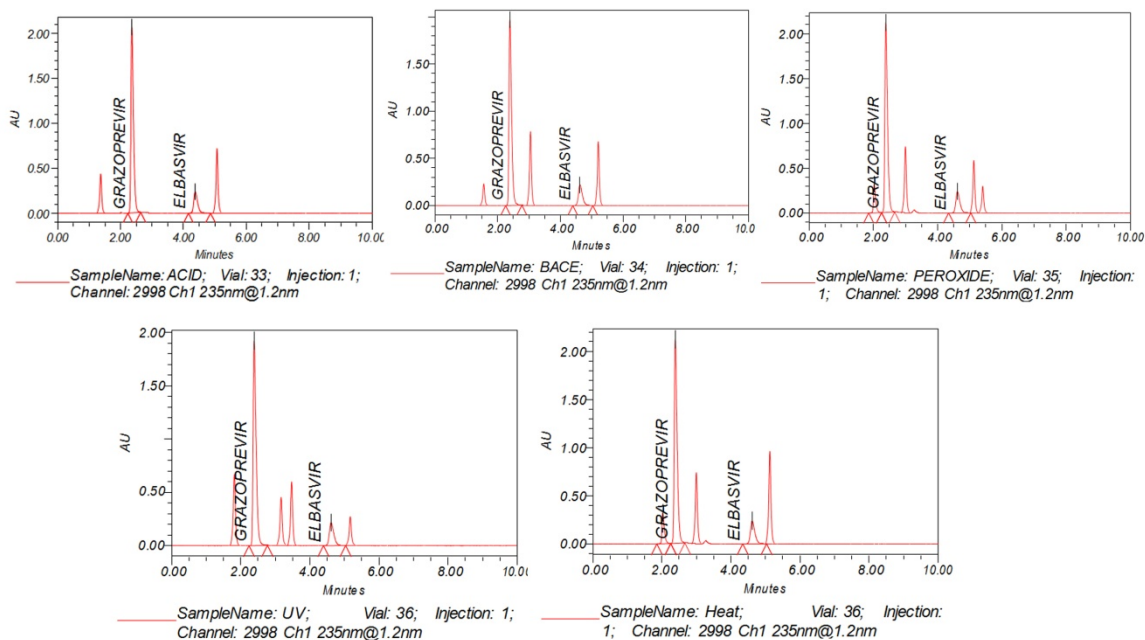 2.00
1.50
1.00
0.50
0.00
AU
GRAZOPREVIR
ELBASVIR
0.00 2.00 4.00 6.00 8.00 10.00
Minutes
SampleName: ACID; Vial: 33; Injection: 1;
Channel: 2998 Ch1 235nm@1.2nm
1.50
1.00
0.50
0.00
AU
GRAZOPREVIR
ELBASVIR
0.00 2.00 4.00 6.00 8.00 10.0
Minutes
SampleName: BACE; Vial: 34; Injection: 1;
Channel: 2998 Ch1 235nm@1.2nm
2.00
1.50
1.00
0.50
0.00
AU
GRAZOPREVIR
ELBASVIR
0.00 2.00 4.00 6.00 8.00 10.00
Minutes
SampleName: PEROXIDE; Vial: 35; Injection:
1; Channel: 2998 Ch1 235nm@1.2nm
2.00
1.50
1.00
0.50
0.00
AU
GRAZOPREVIR
ELBASVIR
0.00 2.00 4.00 6.00 8.00 10.00
Minutes
SampleName: UV; Vial: 36; Injection: 1;
Channel: 2998 Ch1 235nm@1.2nm
2.00
1.50
1.00
0.50
0.00
AU
GRAZOPREVIR
ELBASVIR
0.00 2.00 4.00 6.00 8.00 10.00
Minutes
SampleName: Heat; Vial: 36; Injection:
1; Channel: 2998 Ch1 235nm@1.2nm